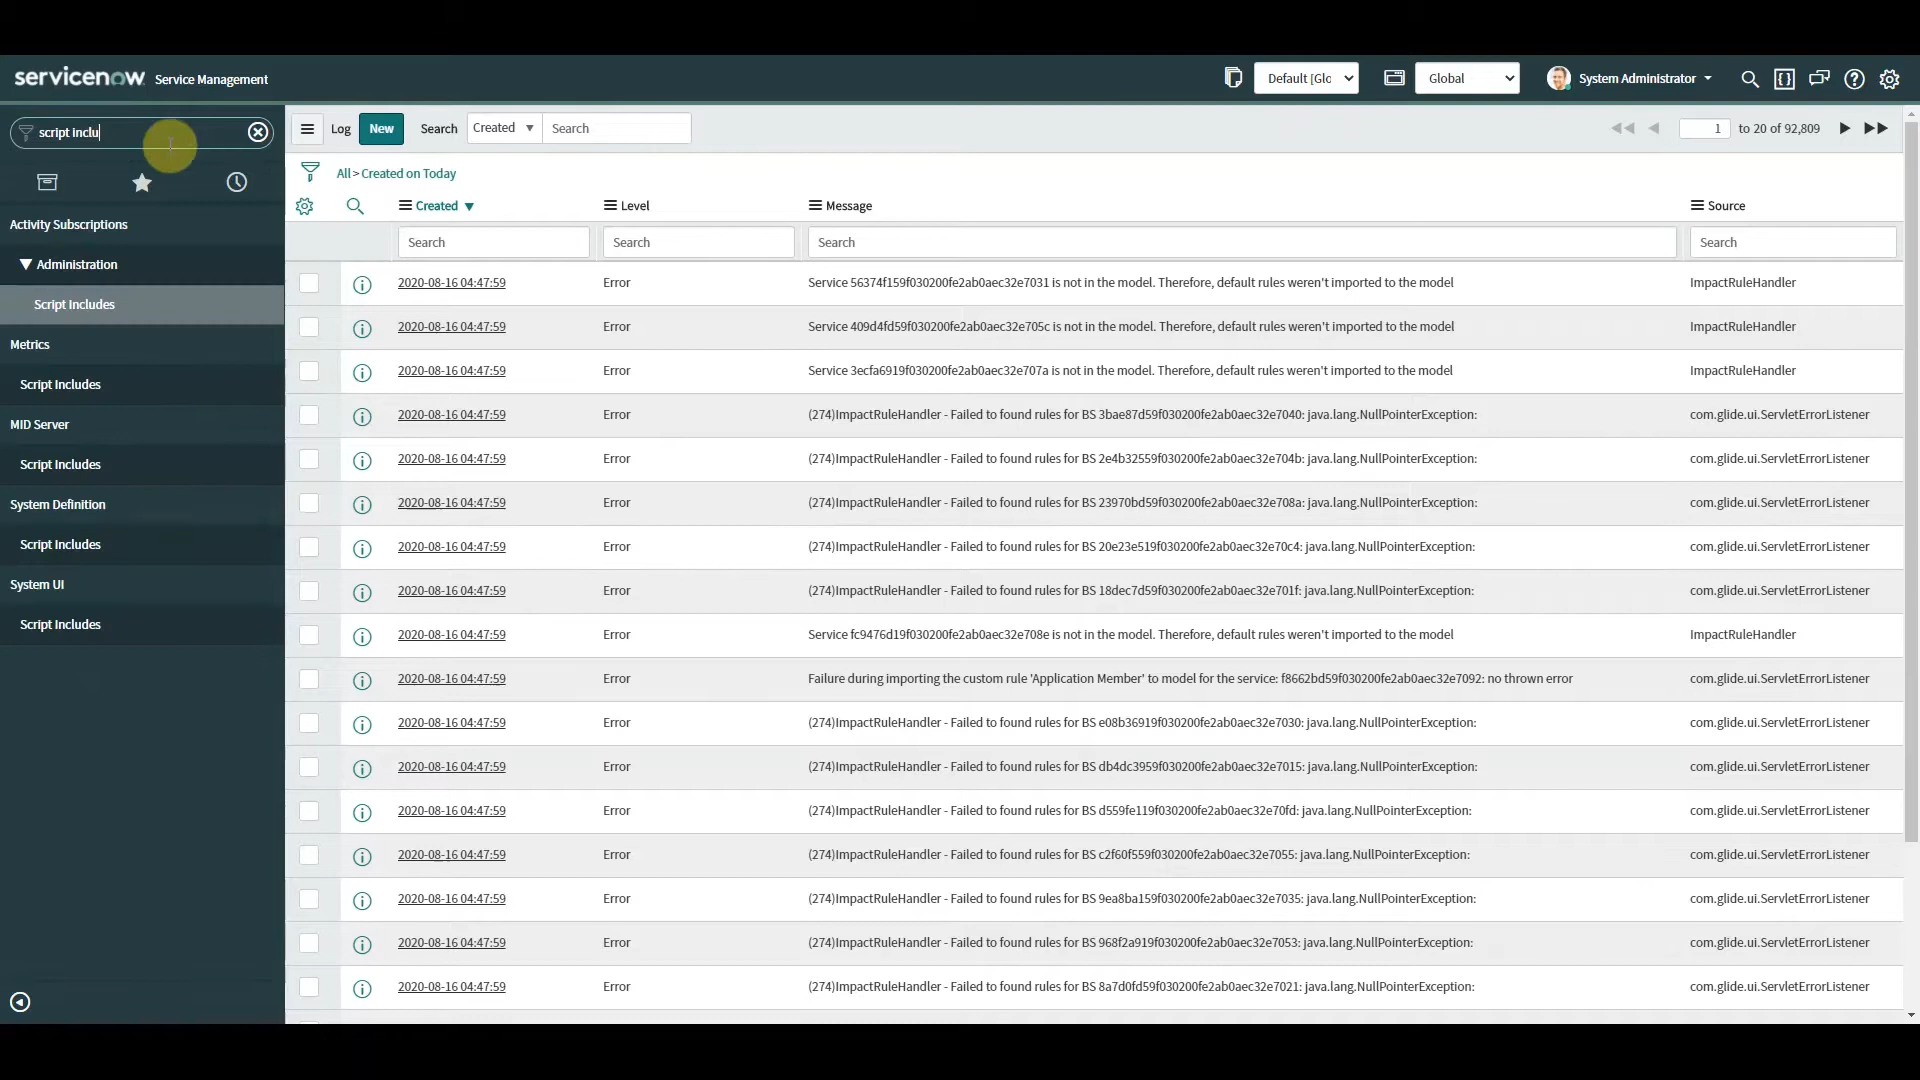 servicenow Service Management
Default [Glc
Global
System Administrator
script inclu
Log New Search Created Search
1 to 20 of 92,809
All > Created on Today
Activity Subscriptions
Administration
Script Includes
Metrics
Script Includes
MID Server
Script Includes
System Definition
Script Includes
System UI
Script Includes
Created Level Message Source
Search Search Search Search
2020-08-16 04:47:59 Error Service 56374f159f030200fe2ab0aec32e7031 is not in the model. Therefore, default rules weren't imported to the model ImpactRuleHandler
2020-08-16 04:47:59 Error Service 409d4fd59f030200fe2ab0aec32e705c is not in the model. Therefore, default rules weren't imported to the model ImpactRuleHandler
2020-08-16 04:47:59 Error Service 3ecfa6919f030200fe2ab0aec32e707a is not in the model. Therefore, default rules weren't imported to the model ImpactRuleHandler
2020-08-16 04:47:59 Error (274)ImpactRuleHandler - Failed to found rules for BS 3bae87d59f030200fe2ab0aec32e7040: java.lang.NullPointerException: com.glide.ui.ServletErrorListener
2020-08-16 04:47:59 Error (274)ImpactRuleHandler - Failed to found rules for BS 2e4b32559f030200fe2ab0aec32e704b: java.lang.NullPointerException: com.glide.ui.ServletErrorListener
2020-08-16 04:47:59 Error (274)ImpactRuleHandler - Failed to found rules for BS 23970bd59f030200fe2ab0aec32e708a: java.lang.NullPointerException: com.glide.ui.ServletErrorListener
2020-08-16 04:47:59 Error (274)ImpactRuleHandler - Failed to found rules for BS 20e23e519f030200fe2ab0aec32e70c4: java.lang.NullPointerException: com.glide.ui.ServletErrorListener
2020-08-16 04:47:59 Error (274)ImpactRuleHandler - Failed to found rules for BS 18dec7d59f030200fe2ab0aec32e701f: java.lang.NullPointerException: com.glide.ui.ServletErrorListener
2020-08-16 04:47:59 Error Service fc9476d19f030200fe2ab0aec32e708e is not in the model. Therefore, default rules weren't imported to the model ImpactRuleHandler
2020-08-16 04:47:59 Error Failure during importing the custom rule 'Application Member' to model for the service: f8662bd59f030200fe2ab0aec32e7092: no thrown error com.glide.ui.ServletErrorListener
2020-08-16 04:47:59 Error (274)ImpactRuleHandler - Failed to found rules for BS e08b36919f030200fe2ab0aec32e7030: java.lang.NullPointerException: com.glide.ui.ServletErrorListener
2020-08-16 04:47:59 Error (274)ImpactRuleHandler - Failed to found rules for BS db4dc3959f030200fe2ab0aec32e7015: java.lang.NullPointerException: com.glide.ui.ServletErrorListener
2020-08-16 04:47:59 Error (274)ImpactRuleHandler - Failed to found rules for BS d559fe119f030200fe2ab0aec32e70fd: java.lang.NullPointerException: com.glide.ui.ServletErrorListener
2020-08-16 04:47:59 Error (274)ImpactRuleHandler - Failed to found rules for BS c2f60f559f030200fe2ab0aec32e7055: java.lang.NullPointerException: com.glide.ui.ServletErrorListener
2020-08-16 04:47:59 Error (274)ImpactRuleHandler - Failed to found rules for BS 9ea8ba159f030200fe2ab0aec32e7035: java.lang.NullPointerException: com.glide.ui.ServletErrorListener
2020-08-16 04:47:59 Error (274)ImpactRuleHandler - Failed to found rules for BS 968f2a919f030200fe2ab0aec32e7053: java.lang.NullPointerException: com.glide.ui.ServletErrorListener
2020-08-16 04:47:59 Error (274)ImpactRuleHandler - Failed to found rules for BS 8a7d0fd59f030200fe2ab0aec32e7021: java.lang.NullPointerException: com.glide.ui.ServletErrorListener